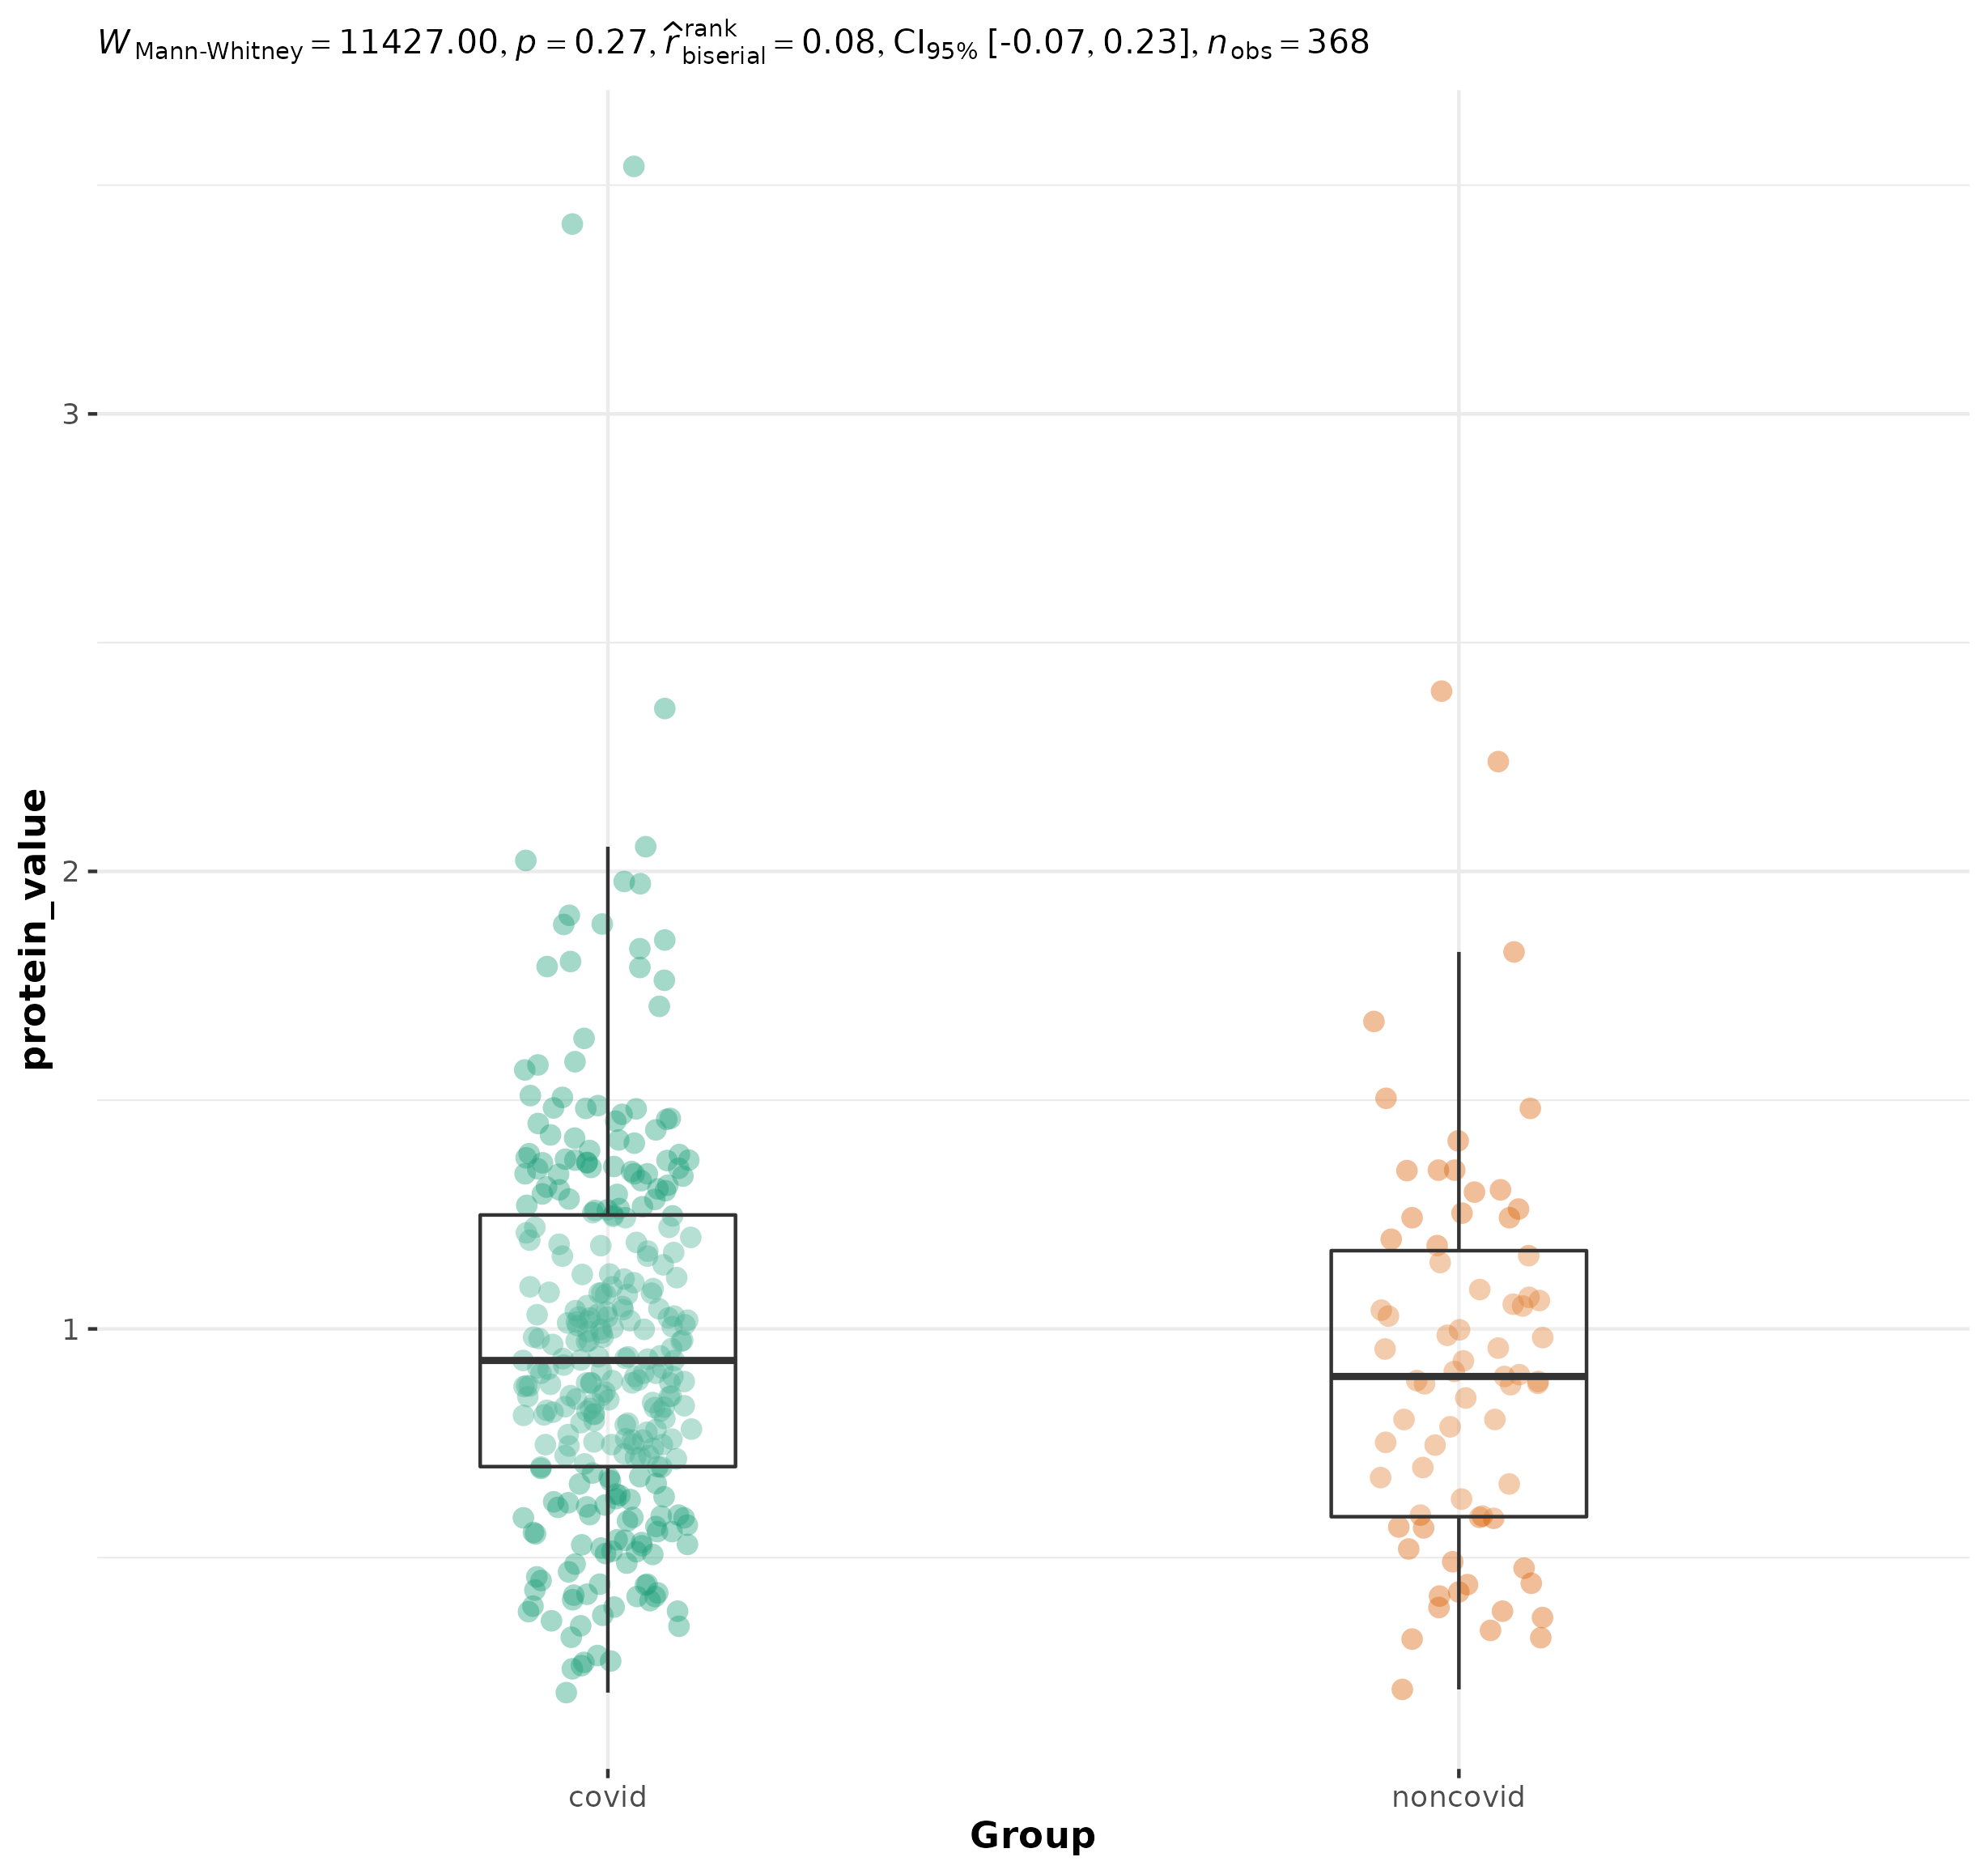 W Mann-Whitney = 11427.00, p = 0.27, r̂ rank biserial = 0.08, CI95% [-0.07, 0.23], n obs = 368
3
2
1
protein_value
covid noncovid
Group